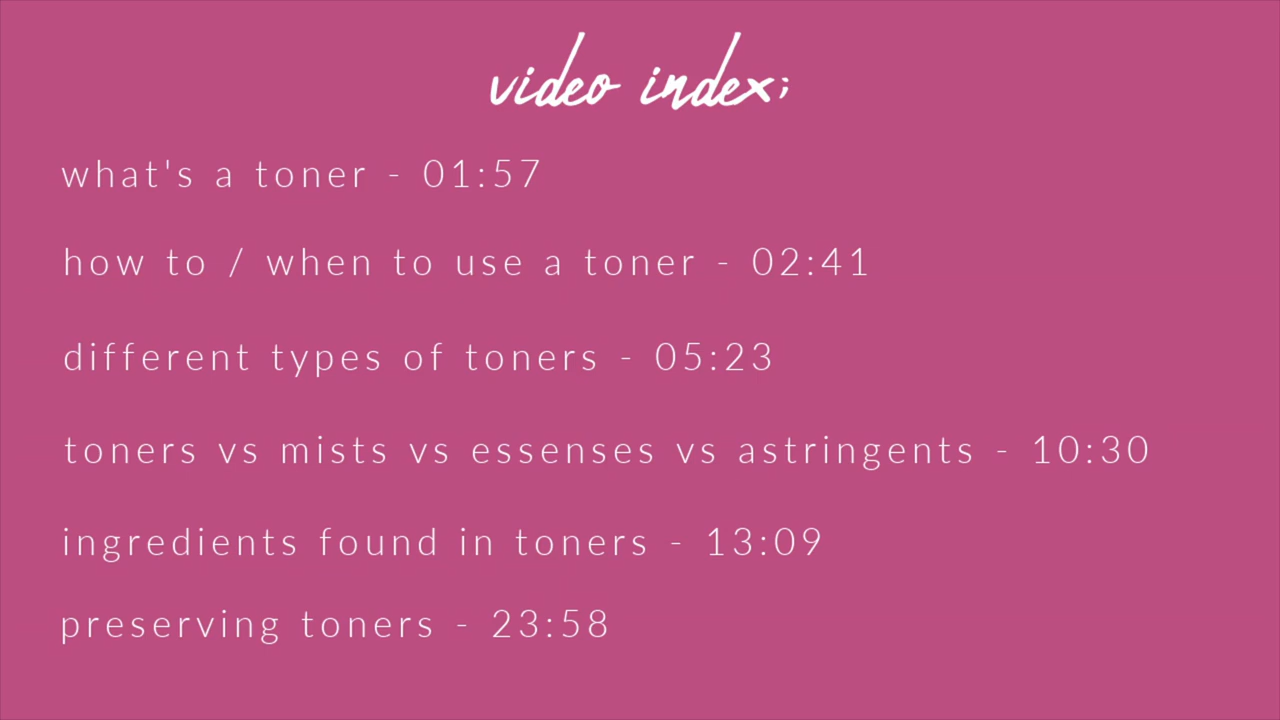 video index;
what's a toner - 01:57
how to / when to use a toner - 02:41
different types of toners - 05:23
toners vs mists vs essenses vs astringents - 10:30
ingredients found in toners - 13:09
preserving toners - 23:58